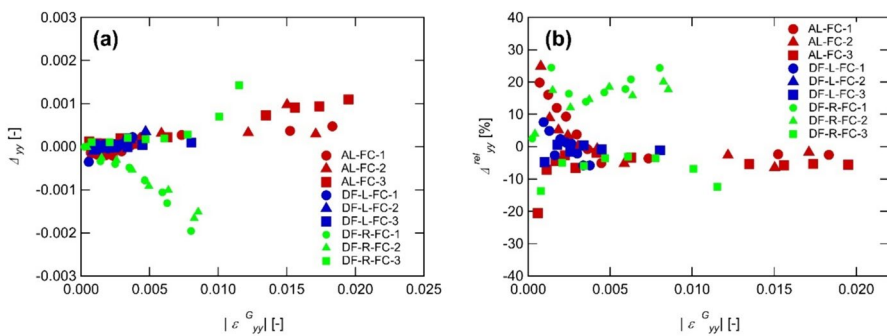 (a)
0.003
0.002
0.001
0.000
-0.001
-0.002
-0.003
Δyy [-]
0.000 0.005 0.010 0.015 0.020 0.025
| ε G yy | [-]
AL-FC-1
AL-FC-2
AL-FC-3
DF-L-FC-1
DF-L-FC-2
DF-L-FC-3
DF-R-FC-1
DF-R-FC-2
DF-R-FC-3
(b)
40
30
20
10
0
-10
-20
-30
-40
Δ rel yy [%]
0.000 0.005 0.010 0.015 0.020
| ε G yy | [-]
AL-FC-1
AL-FC-2
AL-FC-3
DF-L-FC-1
DF-L-FC-2
DF-L-FC-3
DF-R-FC-1
DF-R-FC-2
DF-R-FC-3